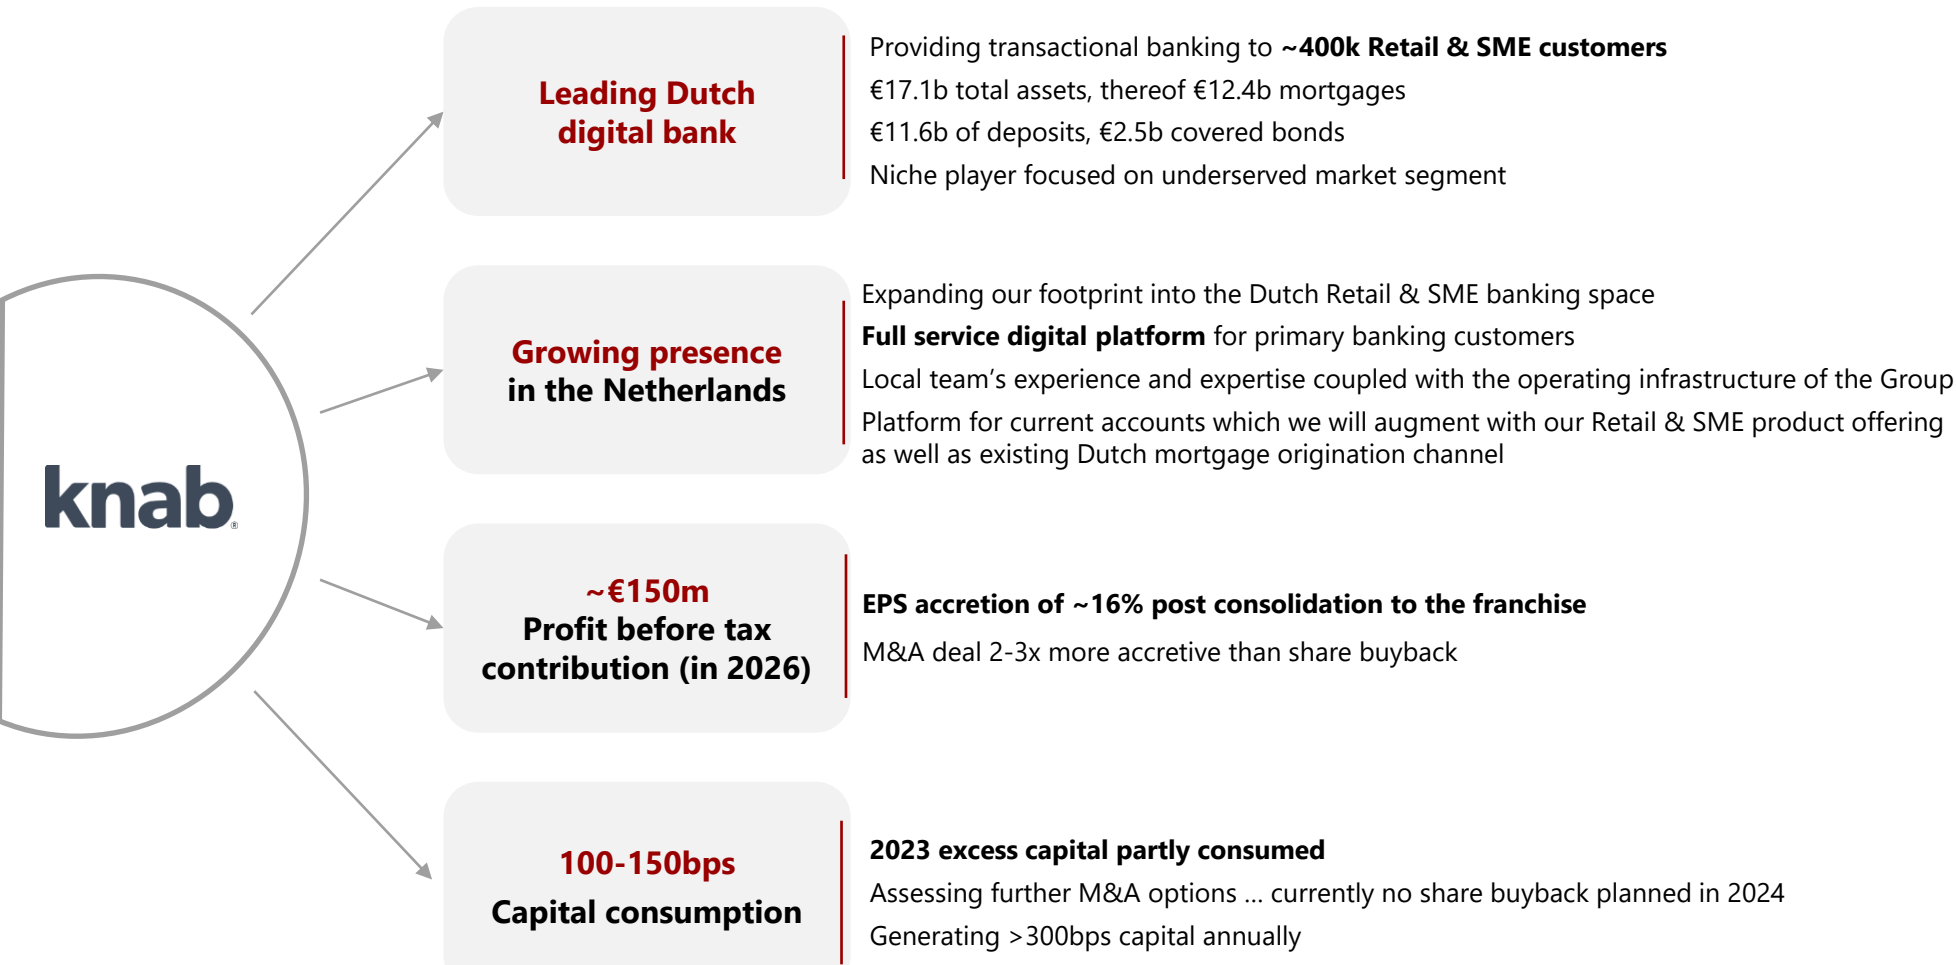 knab®
Leading Dutch
digital bank
Providing transactional banking to ~400k Retail & SME customers
€17.1b total assets, thereof €12.4b mortgages
€11.6b of deposits, €2.5b covered bonds
Niche player focused on underserved market segment
Growing presence
in the Netherlands
Expanding our footprint into the Dutch Retail & SME banking space
Full service digital platform for primary banking customers
Local team’s experience and expertise coupled with the operating infrastructure of the Group
Platform for current accounts which we will augment with our Retail & SME product offering
as well as existing Dutch mortgage origination channel
~€150m
Profit before tax
contribution (in 2026)
EPS accretion of ~16% post consolidation to the franchise
M&A deal 2-3x more accretive than share buyback
100-150bps
Capital consumption
2023 excess capital partly consumed
Assessing further M&A options … currently no share buyback planned in 2024
Generating >300bps capital annually